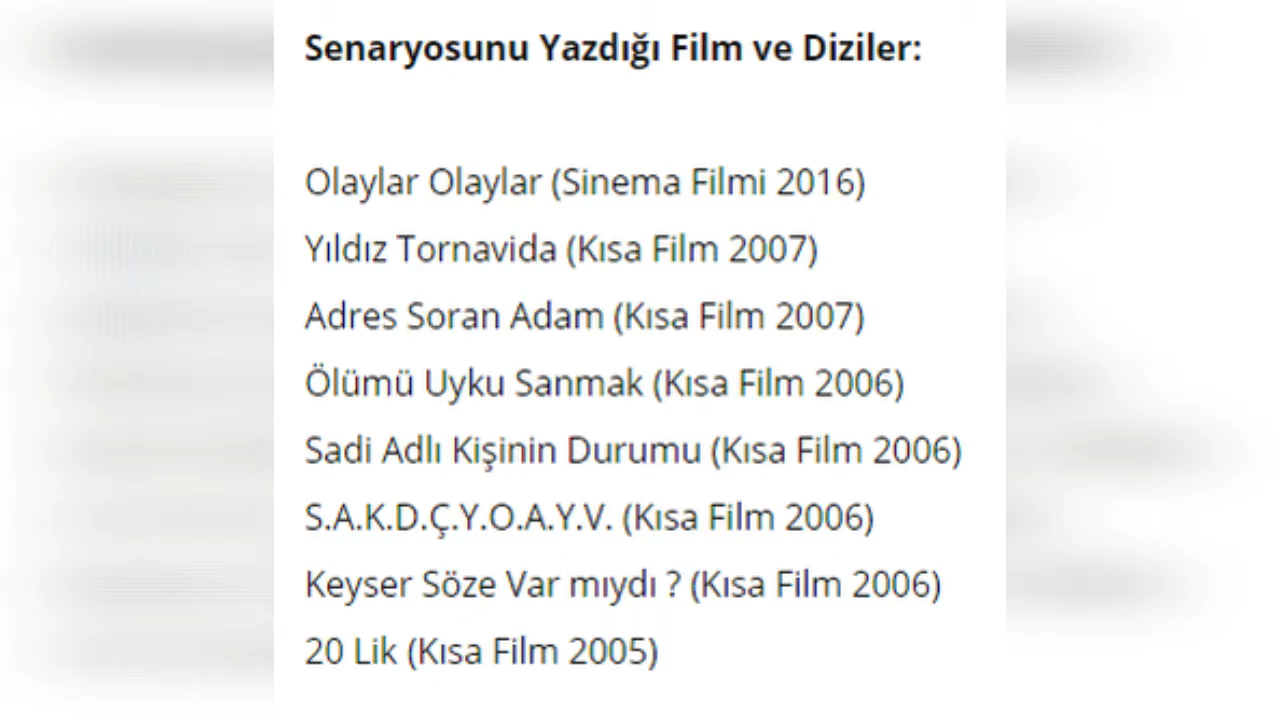 Senaryosunu Yazdığı Film ve Diziler:
Olaylar Olaylar (Sinema Filmi 2016)
Yıldız Tornavida (Kısa Film 2007)
Adres Soran Adam (Kısa Film 2007)
Ölümü Uyku Sanmak (Kısa Film 2006)
Sadi Adlı Kişinin Durumu (Kısa Film 2006)
S.A.K.D.Ç.Y.O.A.Y.V. (Kısa Film 2006)
Keyser Söze Var mıydı ? (Kısa Film 2006)
20 Lik (Kısa Film 2005)